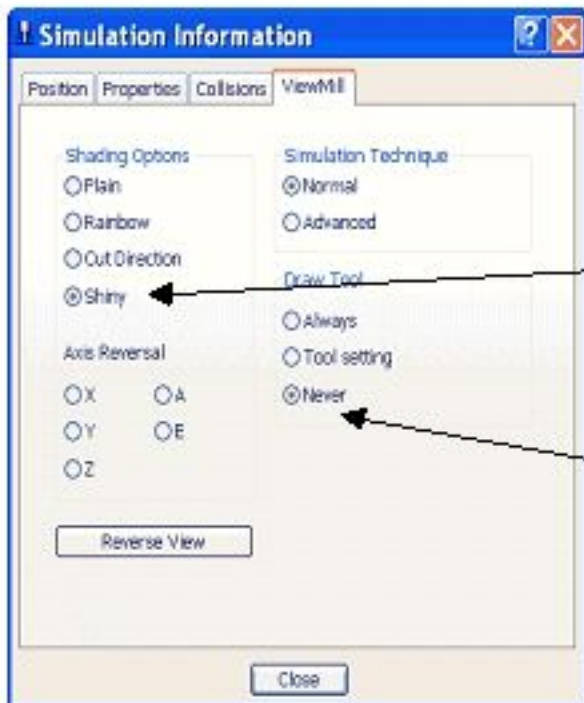 Simulation Information
Position Properties Collisions ViewMill
Shading Options
Plain
Rainbow
Cut Direction
Shiny
Axis Reversal
X A
Y E
Z
Reverse View
Simulation Technique
Normal
Advanced
Draw Tool
Always
Tool setting
Never
Close